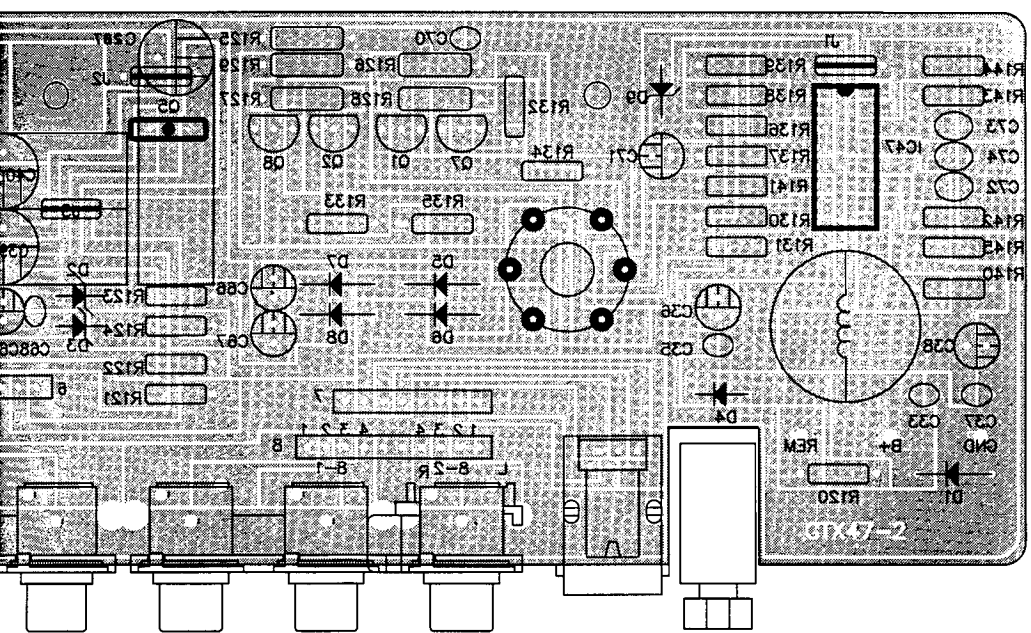 C287
R125
C70
J1
R129
R126
R139
R144
J2
D9
R138
R143
Q5
R127
R128
R132
R136
C73
Q8
Q2
Q1
Q7
R134
C71
R137
IC47
C74
R141
C72
R133
R135
R130
R142
R131
R145
D2
D7
D5
R140
R123
C66
C36
D3
R124
C67
D8
D6
C35
C38
R122
6
R121
7
D4
C33
C37
1 2 3 4
4 3 2 1
8
REM
B+
GND
8-1
R
8-2
L
R120
D1
GTX47-2